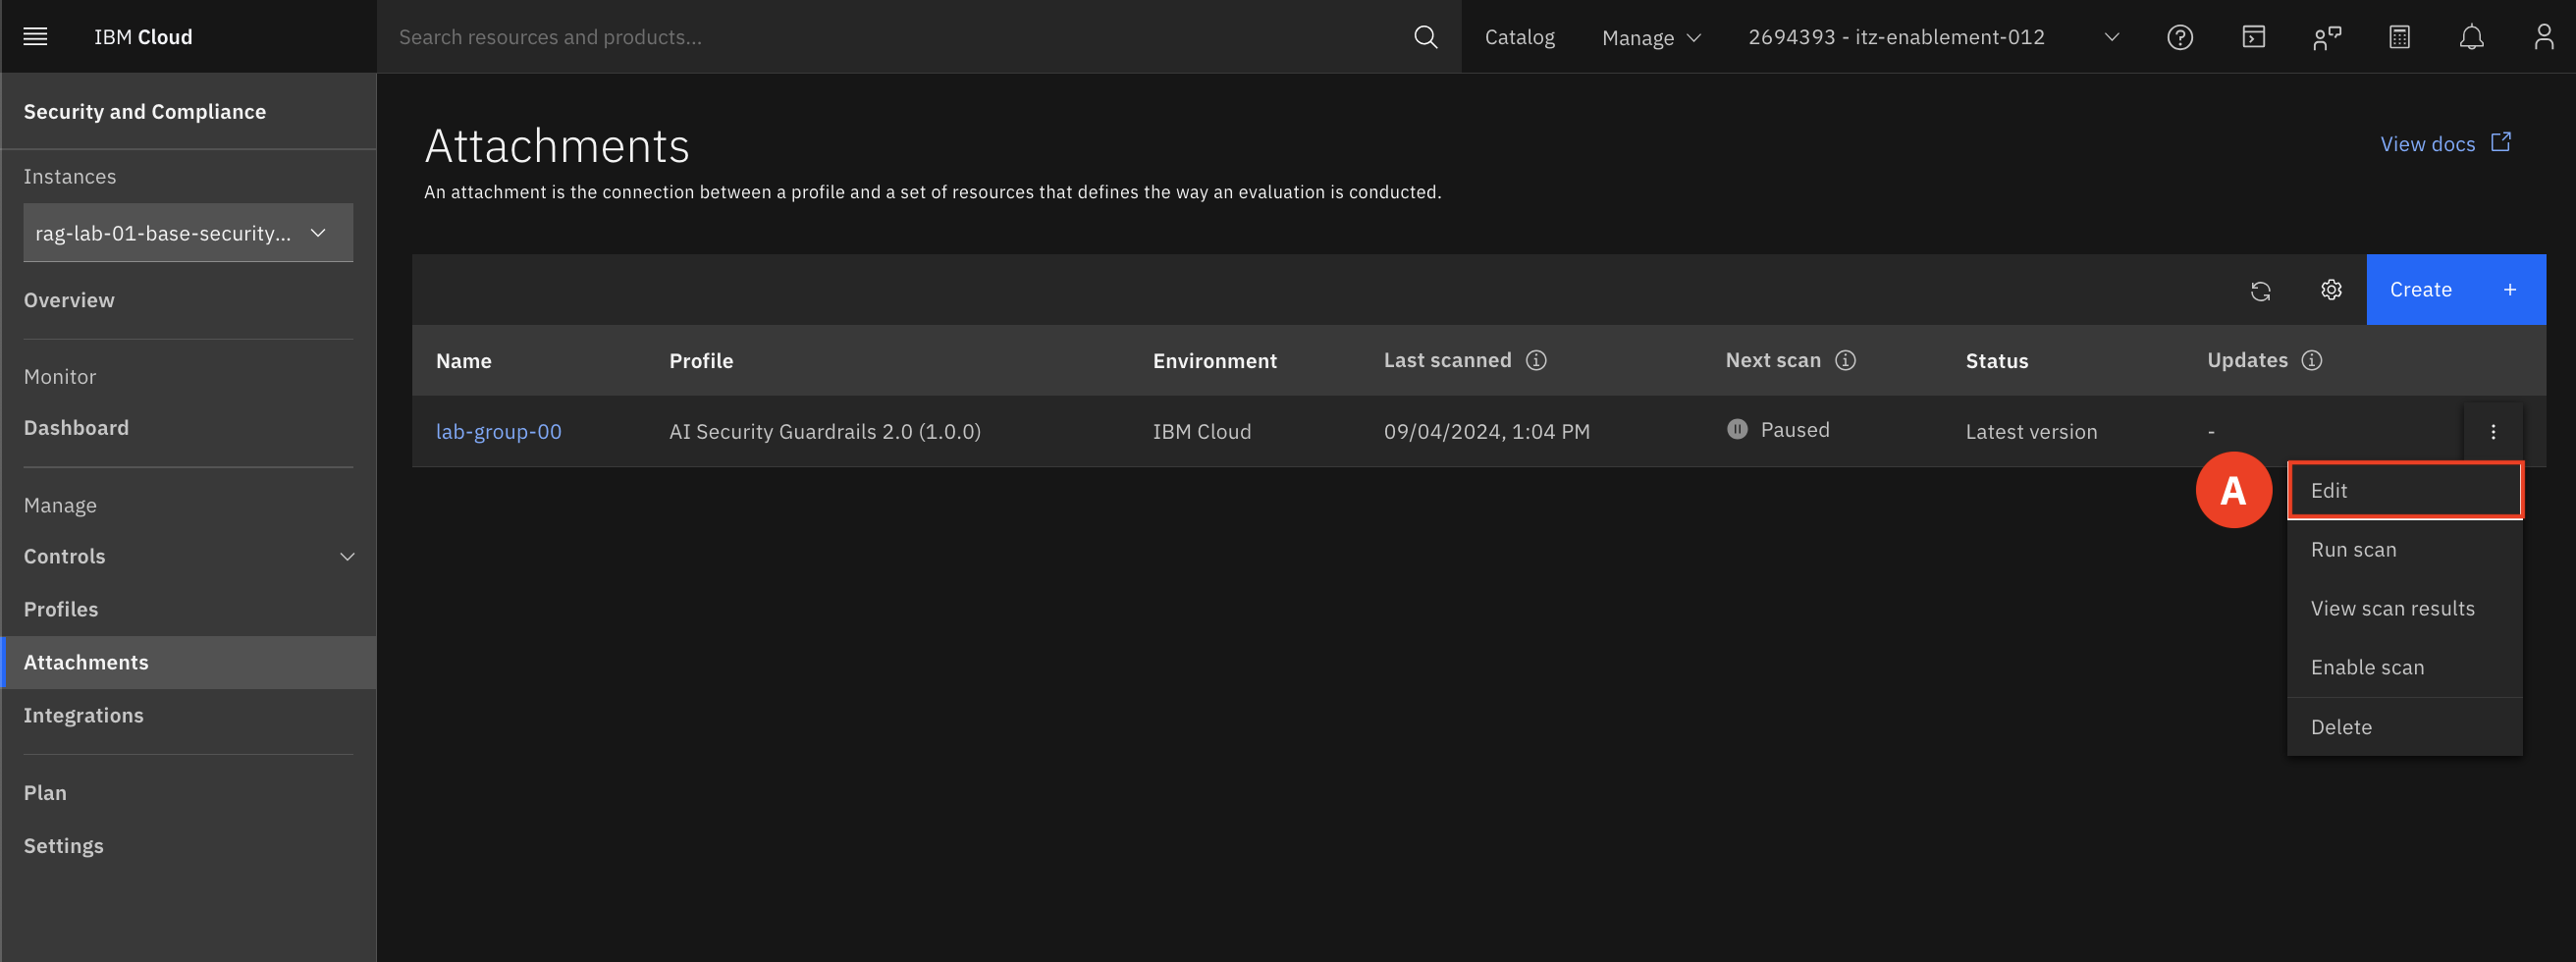 IBM Cloud
Search resources and products...
Catalog
Manage
2694393 - itz-enablement-012
Security and Compliance
Instances
rag-lab-01-base-security...
Overview
Monitor
Dashboard
Manage
Controls
Profiles
Attachments
Integrations
Plan
Settings
Attachments
View docs
An attachment is the connection between a profile and a set of resources that defines the way an evaluation is conducted.
Create +
Name Profile Environment Last scanned Next scan Status Updates
lab-group-00 AI Security Guardrails 2.0 (1.0.0) IBM Cloud 09/04/2024, 1:04 PM Paused Latest version -
A
Edit
Run scan
View scan results
Enable scan
Delete